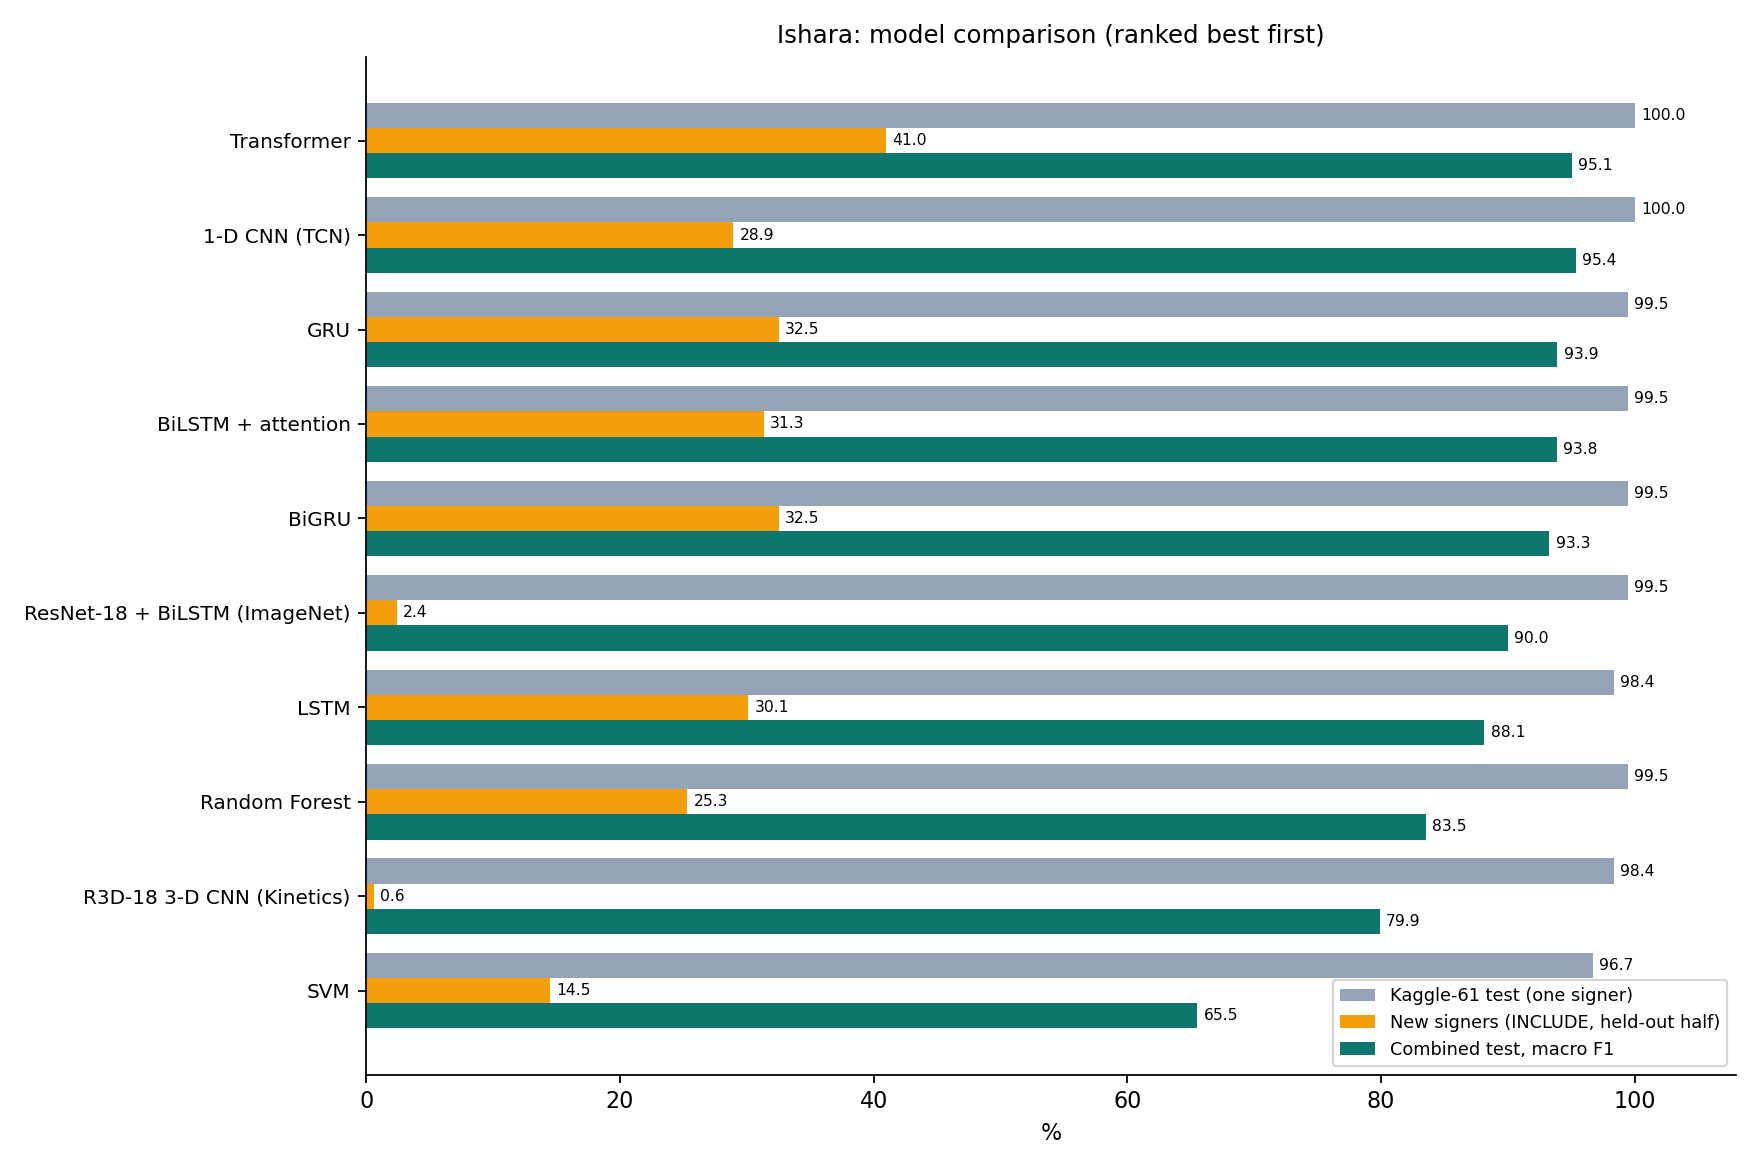 Ishara: model comparison (ranked best first)
Transformer
100.0
41.0
95.1
1-D CNN (TCN)
100.0
28.9
95.4
GRU
99.5
32.5
93.9
BiLSTM + attention
99.5
31.3
93.8
BiGRU
99.5
32.5
93.3
ResNet-18 + BiLSTM (ImageNet)
99.5
2.4
90.0
LSTM
98.4
30.1
88.1
Random Forest
99.5
25.3
83.5
R3D-18 3-D CNN (Kinetics)
98.4
0.6
79.9
SVM
96.7
14.5
65.5
Kaggle-61 test (one signer)
New signers (INCLUDE, held-out half)
Combined test, macro F1
0 20 40 60 80 100
%